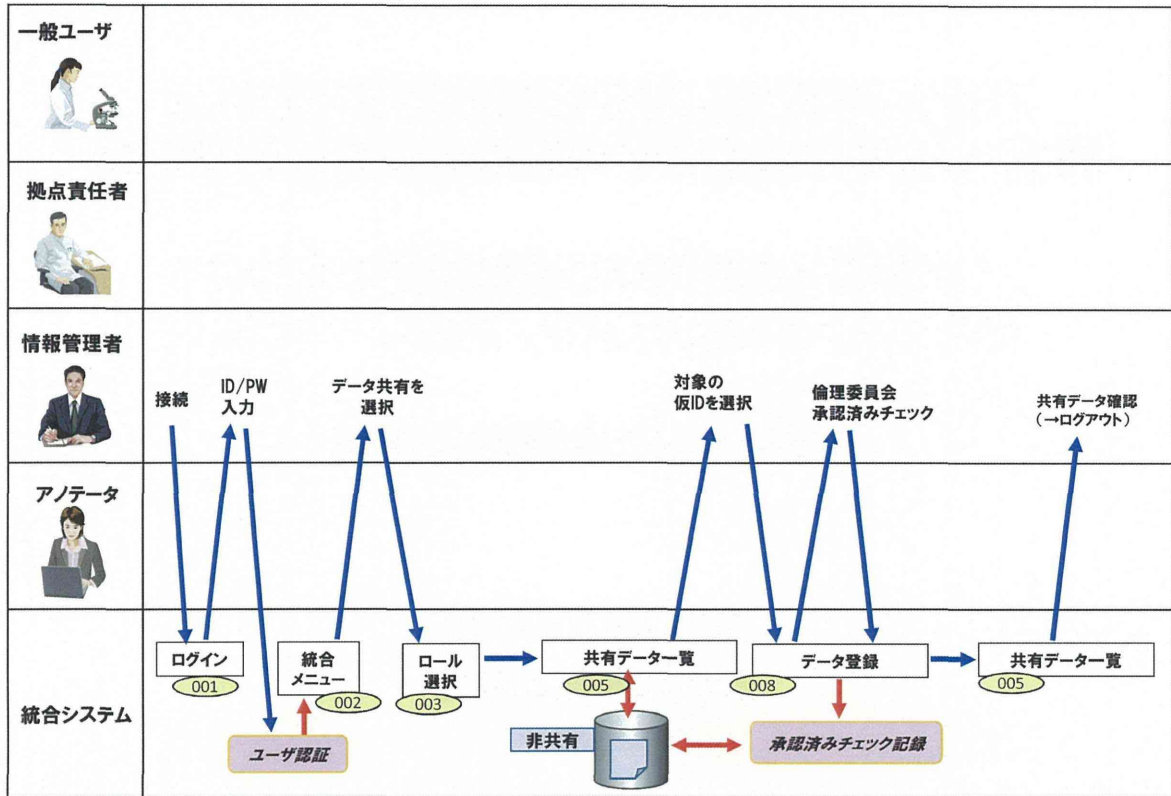 一般ユーザ
拠点責任者
情報管理者
接続
ID/PW
入力
データ共有を
選択
対象の
仮IDを選択
倫理委員会
承認済みチェック
共有データ確認
(→ログアウト)
アノテータ
統合システム
ログイン
001
統合
メニュー
002
ロール
選択
003
共有データ一覧
005
データ登録
008
共有データ一覧
005
ユーザ認証
非共有
承認済みチェック記録